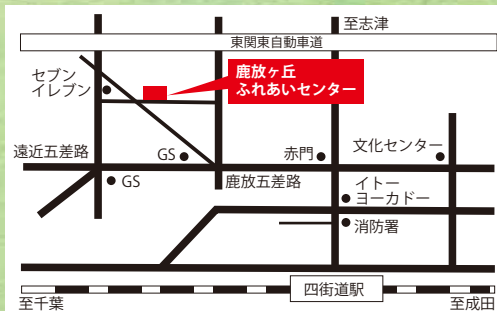 至志津
東関東自動車道
セブン
イレブン
鹿放ヶ丘
ふれあいセンター
遠近五差路
GS
赤門
文化センター
GS
鹿放五差路
イトー
ヨーカドー
消防署
四街道駅
至千葉
至成田